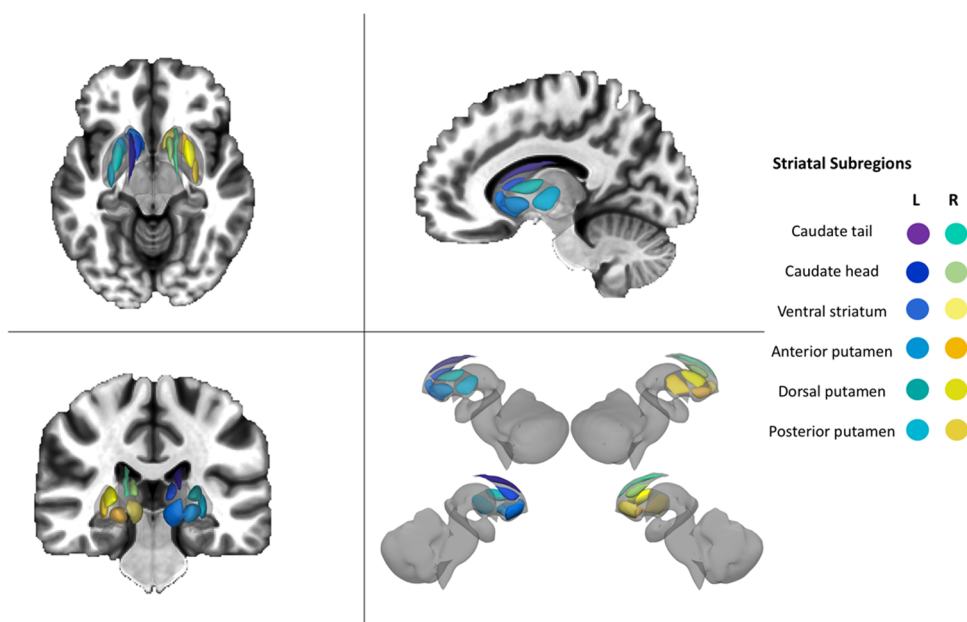 Striatal Subregions
L R
Caudate tail
Caudate head
Ventral striatum
Anterior putamen
Dorsal putamen
Posterior putamen